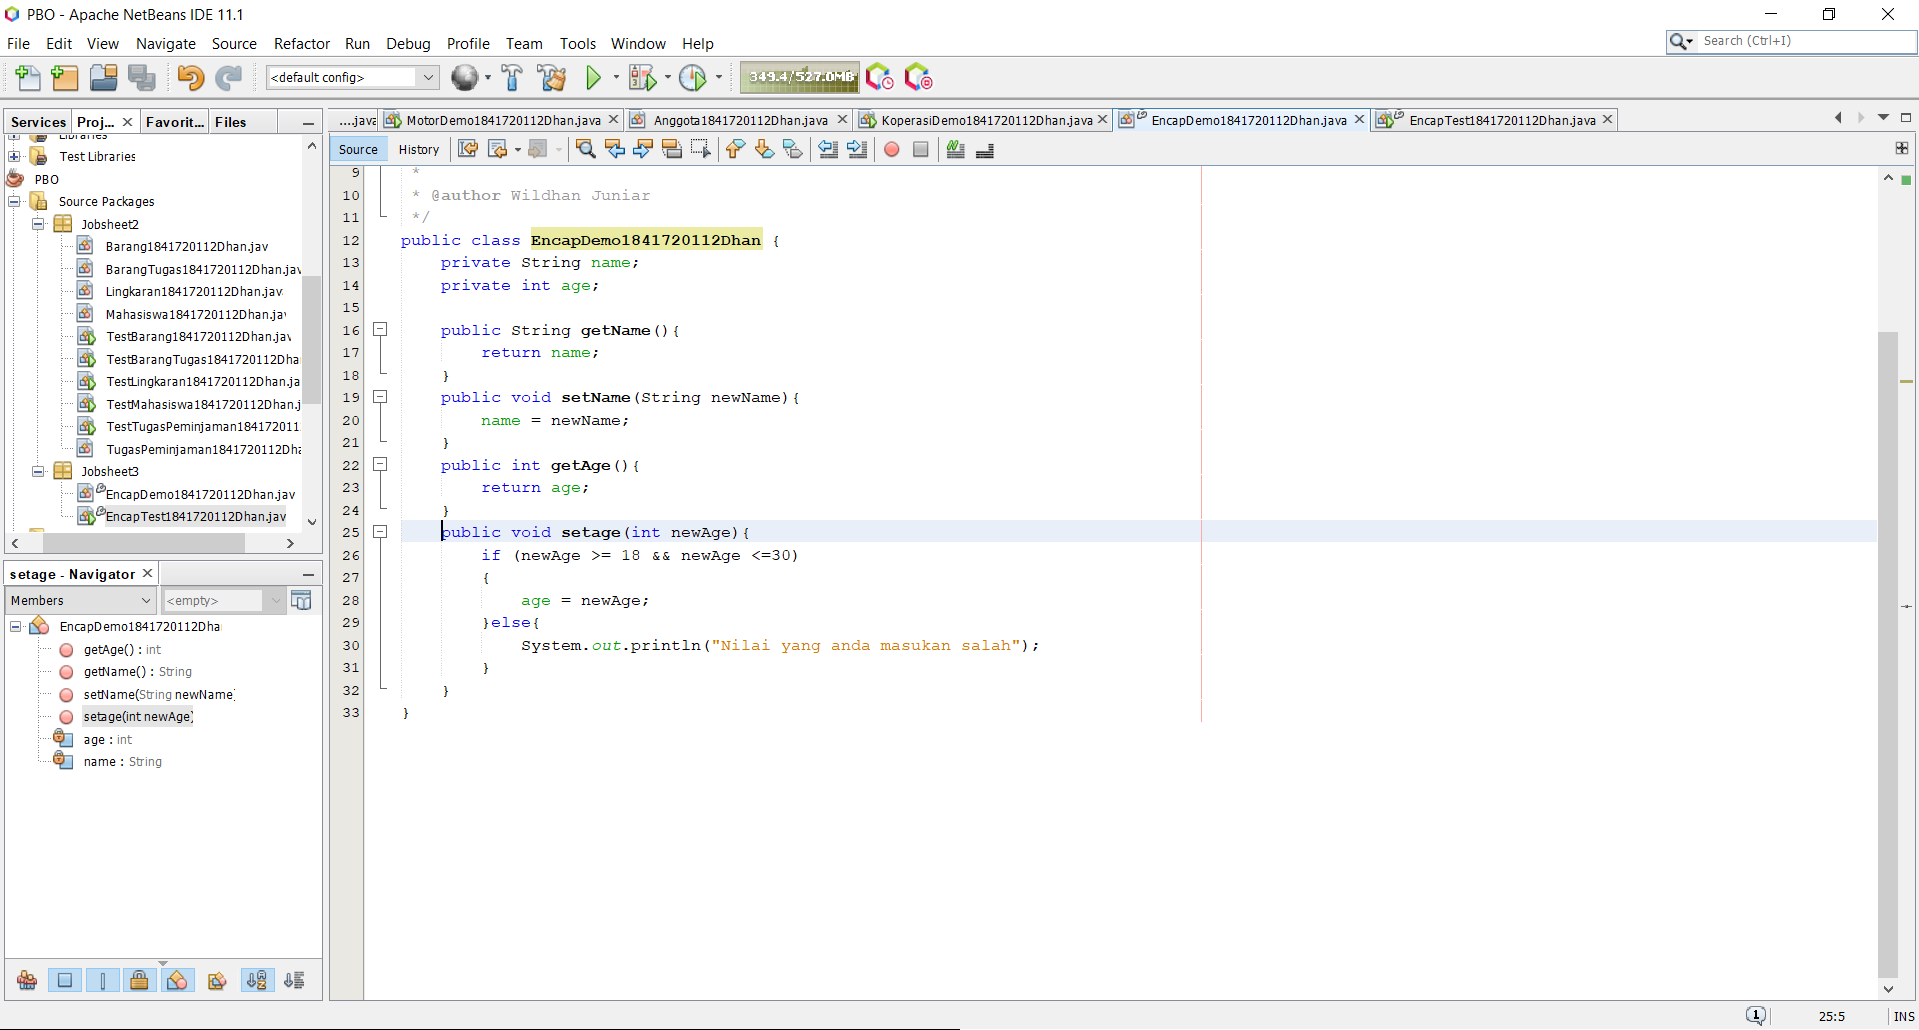 PBO - Apache NetBeans IDE 11.1
File Edit View Navigate Source Refactor Run Debug Profile Team Tools Window Help
Search (Ctrl+I)
<default config>
349.4/527.0MB
Services Proj... Favorit... Files
....java MotorDemo1841720112Dhan.java Anggota1841720112Dhan.java KoperasiDemo1841720112Dhan.java EncapDemo1841720112Dhan.java EncapTest1841720112Dhan.java
Source History
Libraries
Test Libraries
PBO
Source Packages
Jobsheet2
Barang1841720112Dhan.jav
BarangTugas1841720112Dhan.jav
Lingkaran1841720112Dhan.jav
Mahasiswa1841720112Dhan.jav
TestBarang1841720112Dhan.jav
TestBarangTugas1841720112Dha
TestLingkaran1841720112Dhan.ja
TestMahasiswa1841720112Dhan.j
TestTugasPeminjaman184172011
TugasPeminjaman1841720112Dha
Jobsheet3
EncapDemo1841720112Dhan.jav
EncapTest1841720112Dhan.jav
setage - Navigator
Members <empty>
EncapDemo1841720112Dha
getAge() : int
getName() : String
setName(String newName)
setage(int newAge)
age : int
name : String
9 *
10 * @author Wildhan Juniar
11 */
12 public class EncapDemo1841720112Dhan {
13 private String name;
14 private int age;
15
16 public String getName(){
17 return name;
18 }
19 public void setName(String newName){
20 name = newName;
21 }
22 public int getAge(){
23 return age;
24 }
25 public void setage(int newAge){
26 if (newAge >= 18 && newAge <=30)
27 {
28 age = newAge;
29 }else{
30 System.out.println("Nilai yang anda masukan salah");
31 }
32 }
33 }
1 25:5 INS